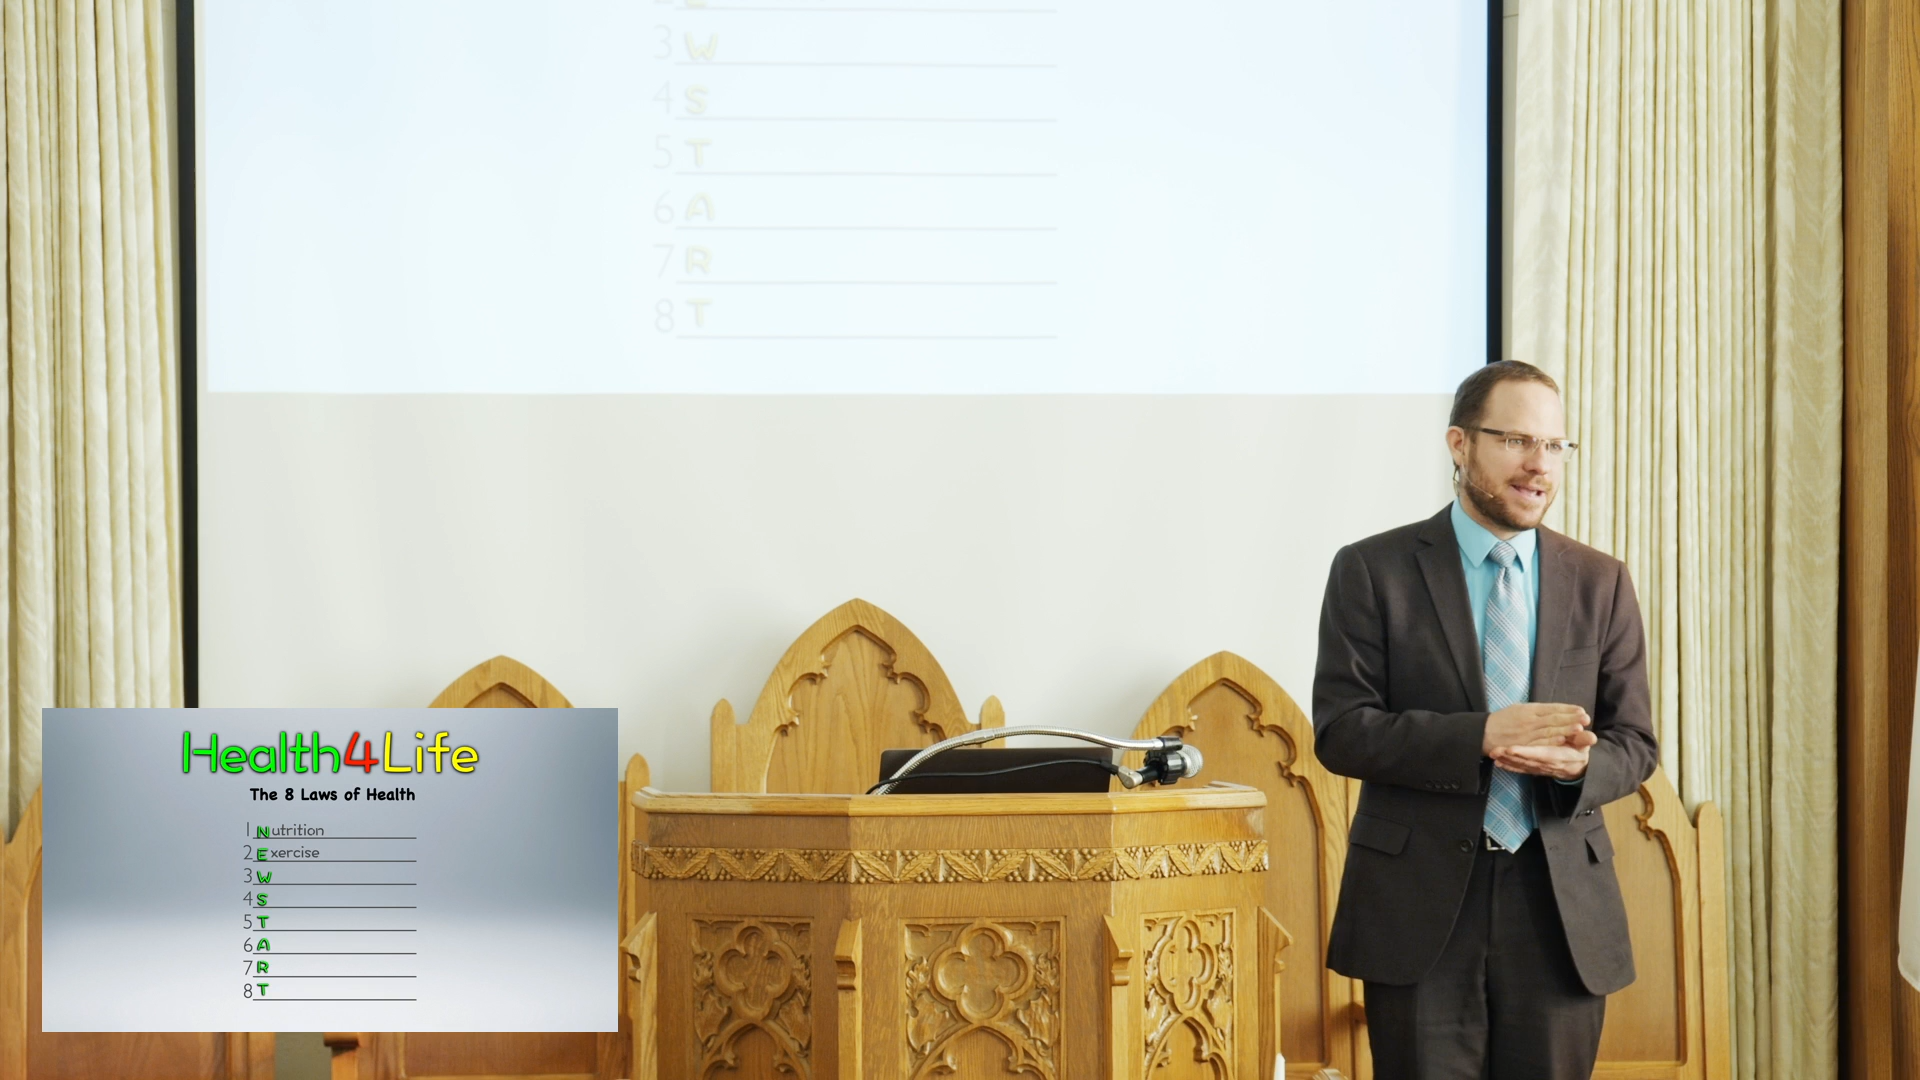 3 W
4 S
5 T
6 A
7 R
8 T
Health4Life
The 8 Laws of Health
1 Nutrition
2 Exercise
3 W
4 S
5 T
6 A
7 R
8 T